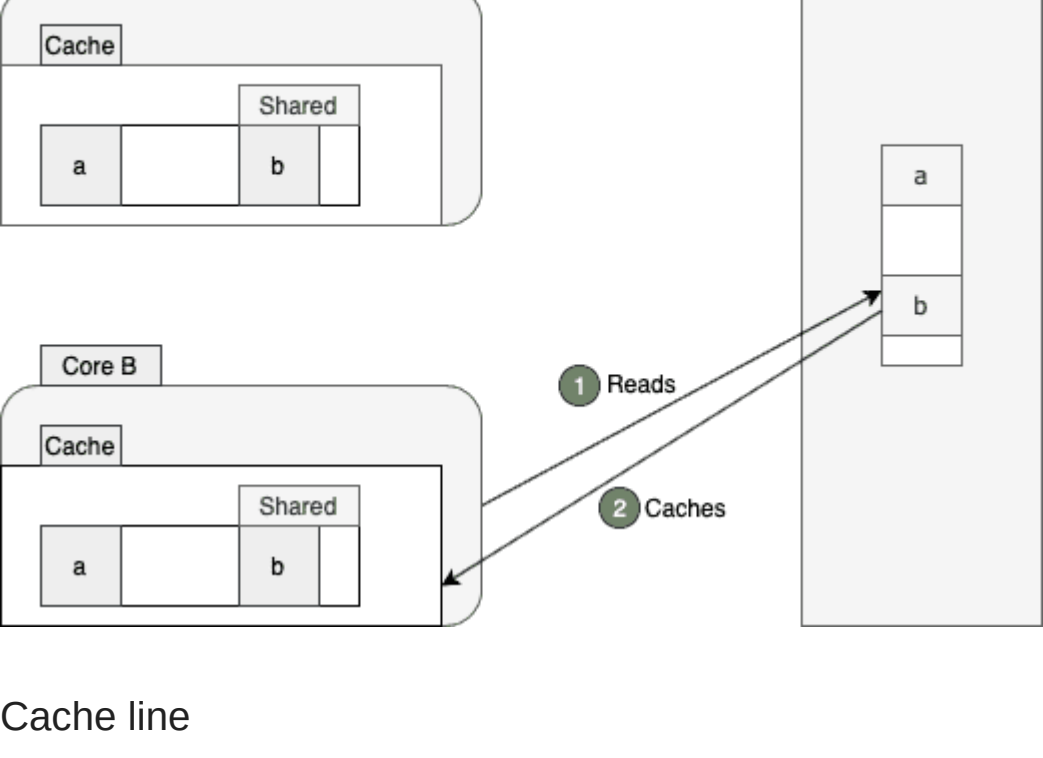 Cache
Shared
a
b
a
b
Core B
1 Reads
Cache
2 Caches
Shared
a
b
Cache line